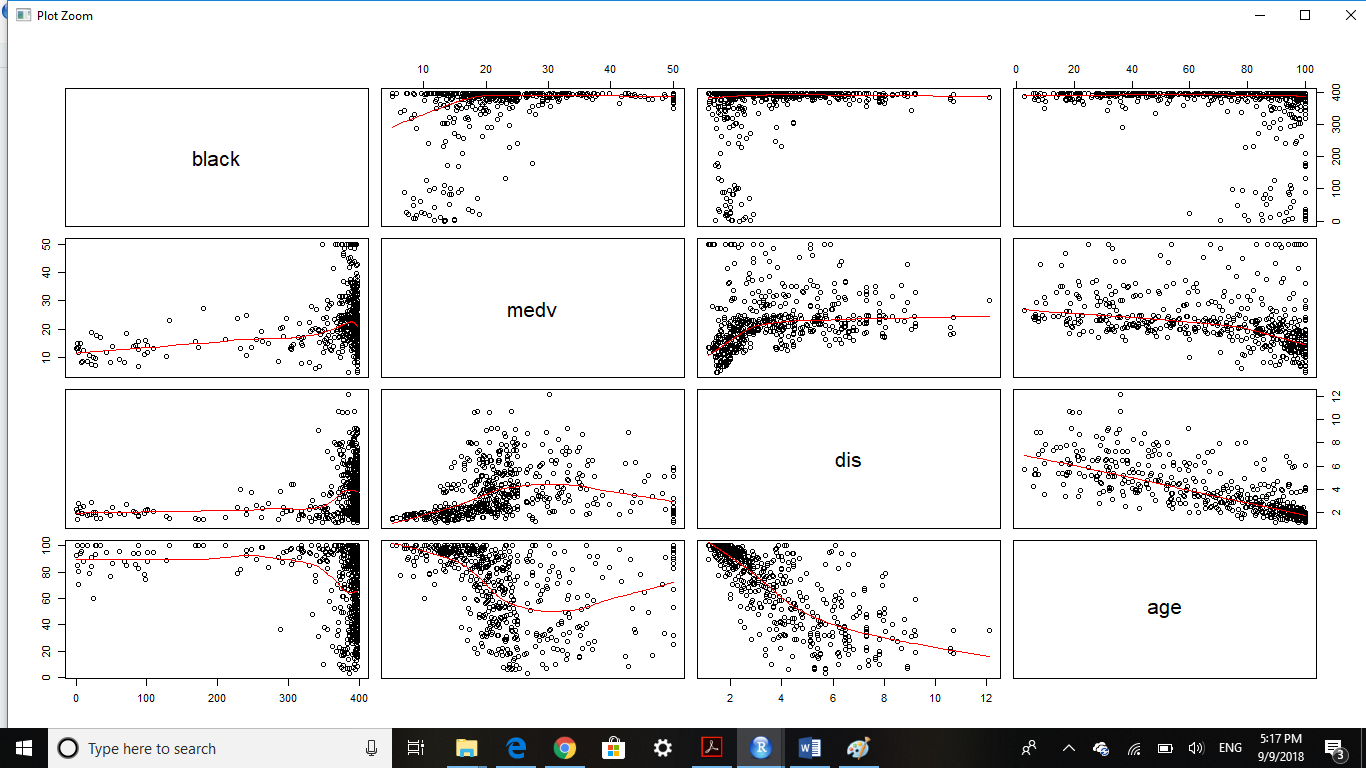 Plot Zoom
10 20 30 40 50
0 20 40 60 80 100
black
0 100 200 300 400
10 20 30 40 50
medv
dis
2 4 6 8 10 12
0 20 40 60 80 100
age
0 100 200 300 400
2 4 6 8 10 12
Type here to search
ENG
5:17 PM
9/9/2018
3